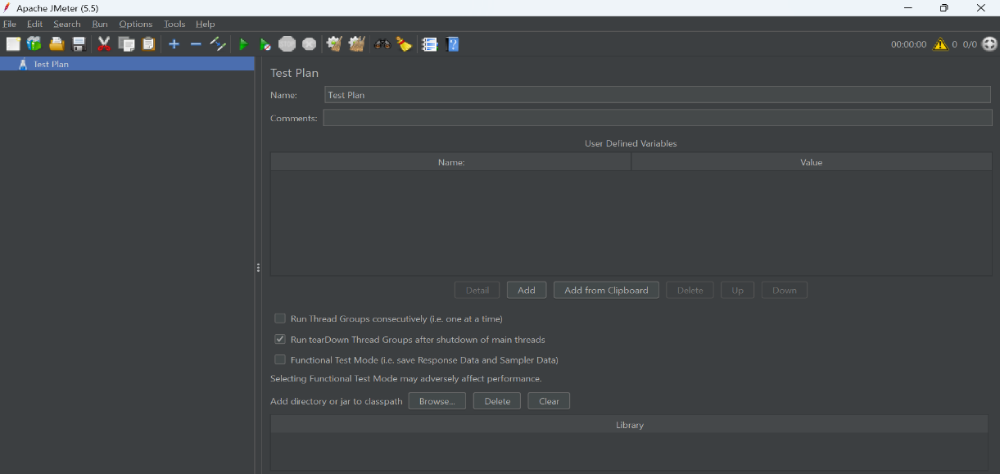 Apache JMeter (5.5)
File Edit Search Run Options Tools Help
00:00:00 0 0/0
Test Plan
Test Plan
Name: Test Plan
Comments:
User Defined Variables
Name: Value
Detail Add Add from Clipboard Delete Up Down
Run Thread Groups consecutively (i.e. one at a time)
Run tearDown Thread Groups after shutdown of main threads
Functional Test Mode (i.e. save Response Data and Sampler Data)
Selecting Functional Test Mode may adversely affect performance.
Add directory or jar to classpath Browse... Delete Clear
Library